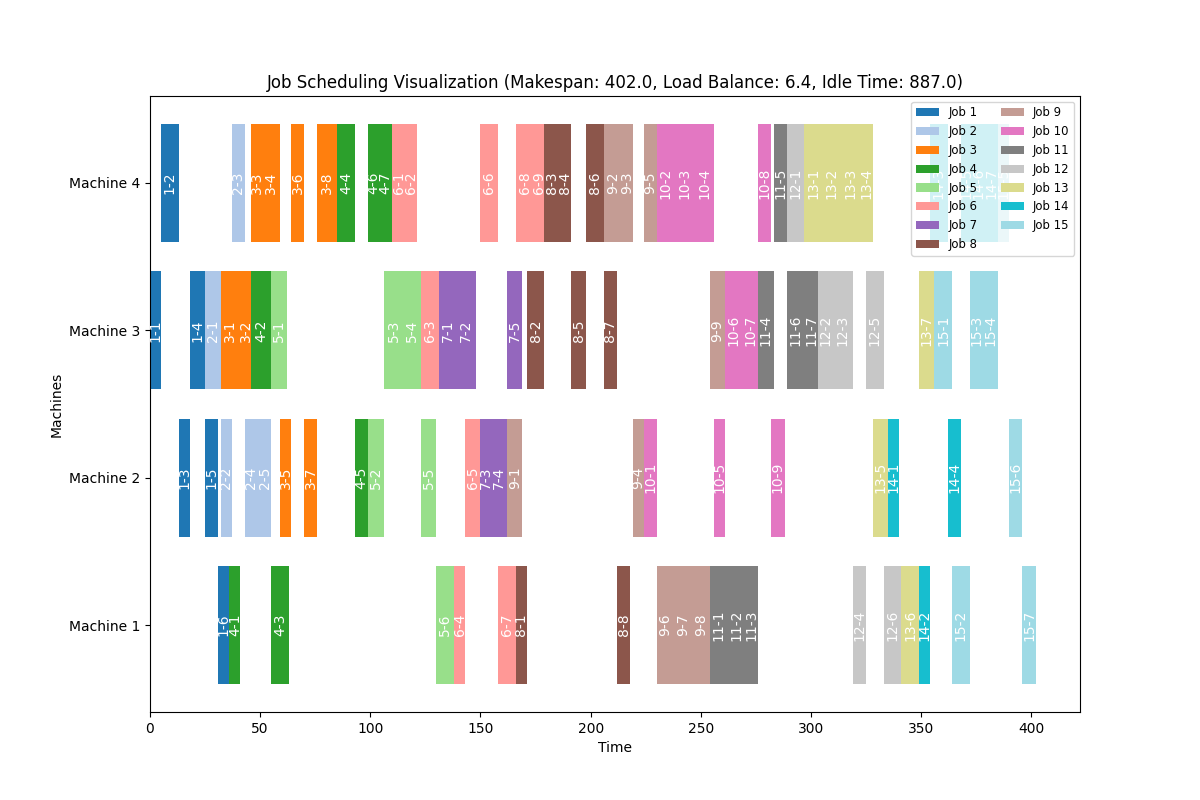 Job Scheduling Visualization (Makespan: 402.0, Load Balance: 6.4, Idle Time: 887.0)
Job 1
Job 2
Job 3
Job 4
Job 5
Job 6
Job 7
Job 8
Job 9
Job 10
Job 11
Job 12
Job 13
Job 14
Job 15
Machines
Machine 4
1-2 2-3 3-3 3-4 3-6 3-8 4-4 4-6 4-7 6-1 6-2 6-6 6-8 6-9 8-3 8-4 8-6 9-2 9-3 9-5 10-2 10-3 10-4 10-8 11-5 12-1 13-1 13-2 13-3 13-4
Machine 3
1-1 1-4 2-1 3-1 3-2 4-2 5-1 5-3 5-4 6-3 7-1 7-2 7-5 8-2 8-5 8-7 9-9 10-6 10-7 11-4 11-6 11-7 12-2 12-3 12-5 13-7 15-1 15-3 15-4
Machine 2
1-3 1-5 2-2 2-4 2-5 3-5 3-7 4-5 5-2 5-5 6-5 7-3 7-4 9-1 9-4 10-1 10-5 10-9 13-5 14-1 14-4 15-6
Machine 1
1-6 4-1 4-3 5-6 6-4 6-7 8-1 8-8 9-6 9-7 9-8 11-1 11-2 11-3 12-4 12-6 13-6 14-2 15-2 15-7
0 50 100 150 200 250 300 350 400
Time